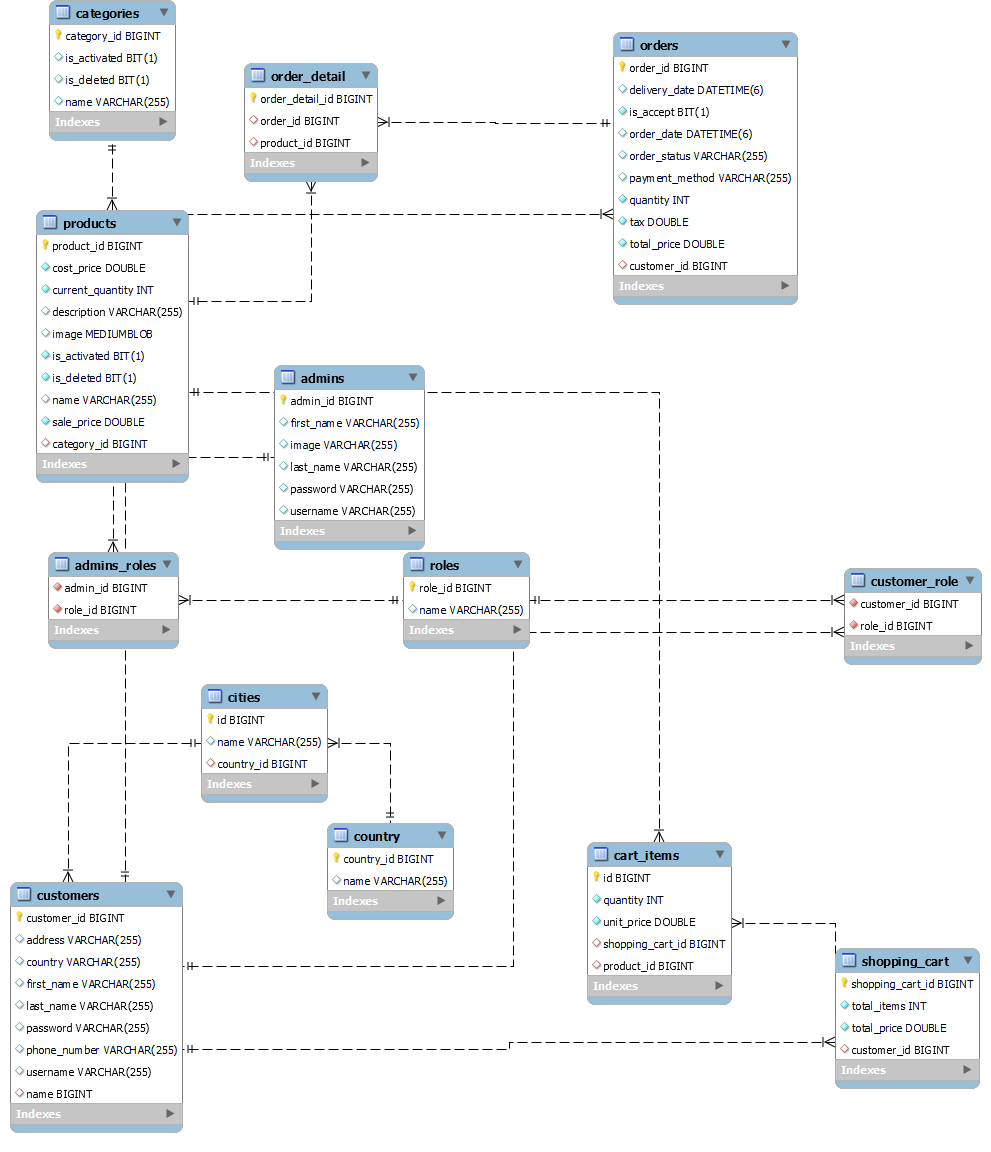 categories
category_id BIGINT
is_activated BIT(1)
is_deleted BIT(1)
name VARCHAR(255)
Indexes
order_detail
order_detail_id BIGINT
order_id BIGINT
product_id BIGINT
Indexes
orders
order_id BIGINT
delivery_date DATETIME(6)
is_accept BIT(1)
order_date DATETIME(6)
order_status VARCHAR(255)
payment_method VARCHAR(255)
quantity INT
tax DOUBLE
total_price DOUBLE
customer_id BIGINT
Indexes
products
product_id BIGINT
cost_price DOUBLE
current_quantity INT
description VARCHAR(255)
image MEDIUMBLOB
is_activated BIT(1)
is_deleted BIT(1)
name VARCHAR(255)
sale_price DOUBLE
category_id BIGINT
Indexes
admins
admin_id BIGINT
first_name VARCHAR(255)
image VARCHAR(255)
last_name VARCHAR(255)
password VARCHAR(255)
username VARCHAR(255)
Indexes
admins_roles
admin_id BIGINT
role_id BIGINT
Indexes
roles
role_id BIGINT
name VARCHAR(255)
Indexes
customer_role
customer_id BIGINT
role_id BIGINT
Indexes
cities
id BIGINT
name VARCHAR(255)
country_id BIGINT
Indexes
country
country_id BIGINT
name VARCHAR(255)
Indexes
customers
customer_id BIGINT
address VARCHAR(255)
country VARCHAR(255)
first_name VARCHAR(255)
last_name VARCHAR(255)
password VARCHAR(255)
phone_number VARCHAR(255)
username VARCHAR(255)
name BIGINT
Indexes
cart_items
id BIGINT
quantity INT
unit_price DOUBLE
shopping_cart_id BIGINT
product_id BIGINT
Indexes
shopping_cart
shopping_cart_id BIGINT
total_items INT
total_price DOUBLE
customer_id BIGINT
Indexes